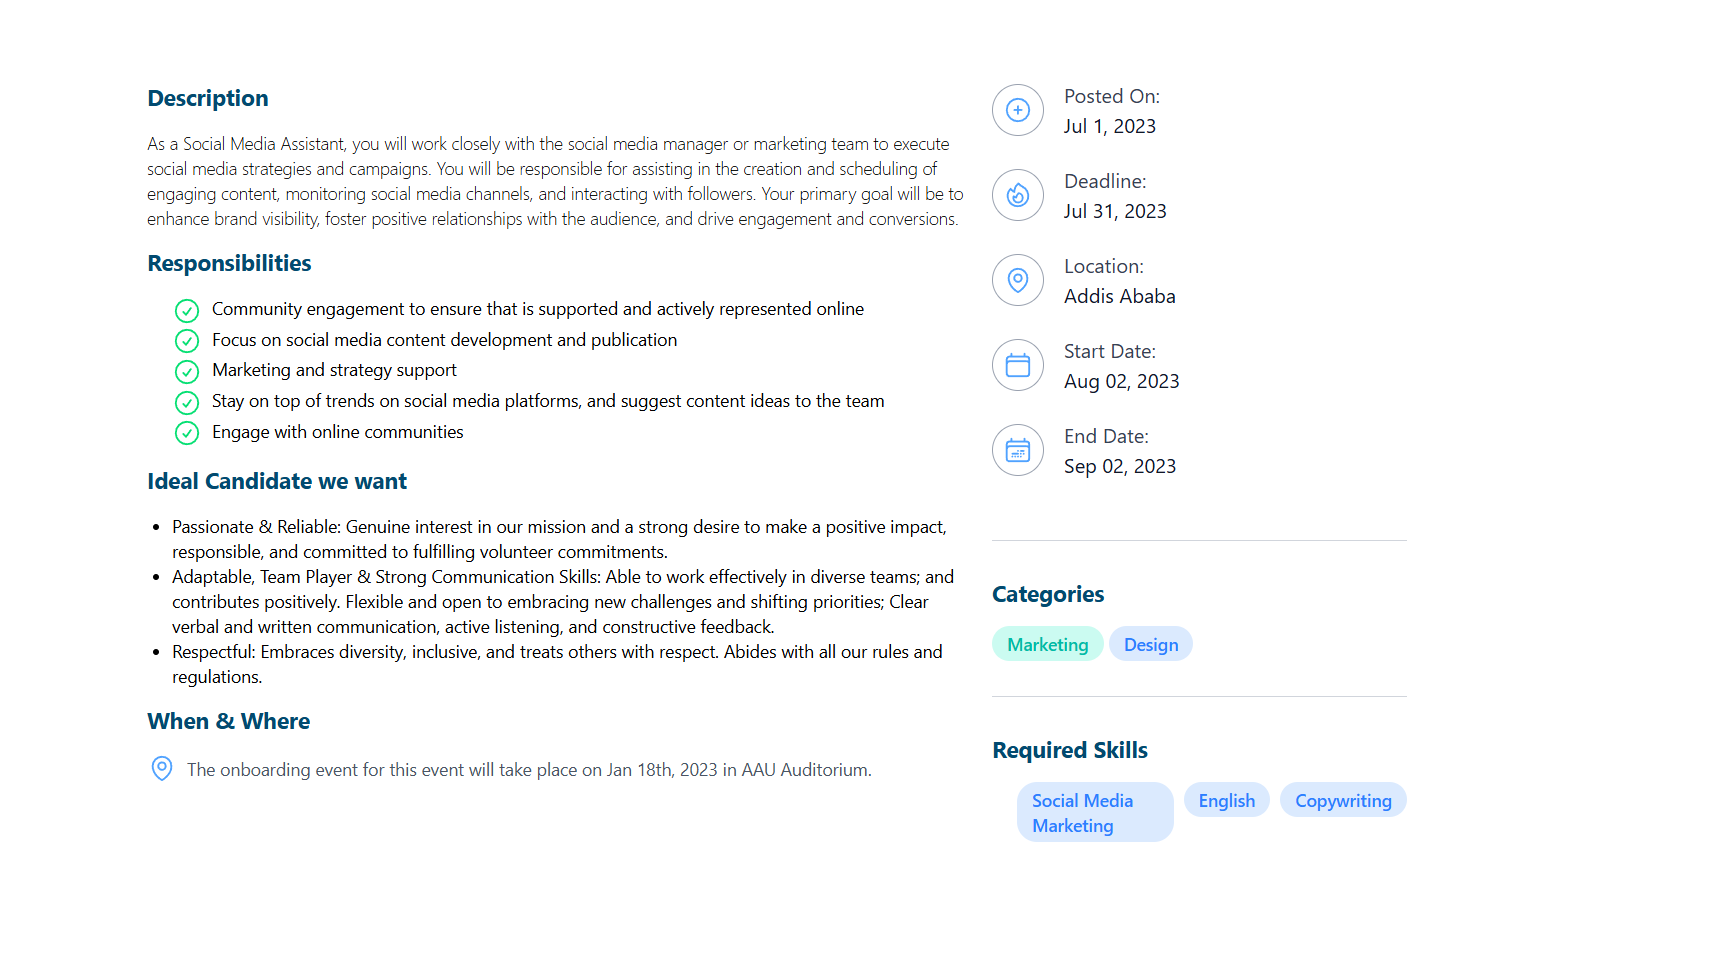 Description
As a Social Media Assistant, you will work closely with the social media manager or marketing team to execute
social media strategies and campaigns. You will be responsible for assisting in the creation and scheduling of
engaging content, monitoring social media channels, and interacting with followers. Your primary goal will be to
enhance brand visibility, foster positive relationships with the audience, and drive engagement and conversions.
Responsibilities
Community engagement to ensure that is supported and actively represented online
Focus on social media content development and publication
Marketing and strategy support
Stay on top of trends on social media platforms, and suggest content ideas to the team
Engage with online communities
Ideal Candidate we want
• Passionate & Reliable: Genuine interest in our mission and a strong desire to make a positive impact,
responsible, and committed to fulfilling volunteer commitments.
• Adaptable, Team Player & Strong Communication Skills: Able to work effectively in diverse teams; and
contributes positively. Flexible and open to embracing new challenges and shifting priorities; Clear
verbal and written communication, active listening, and constructive feedback.
• Respectful: Embraces diversity, inclusive, and treats others with respect. Abides with all our rules and
regulations.
When & Where
The onboarding event for this event will take place on Jan 18th, 2023 in AAU Auditorium.
Posted On:
Jul 1, 2023
Deadline:
Jul 31, 2023
Location:
Addis Ababa
Start Date:
Aug 02, 2023
End Date:
Sep 02, 2023
Categories
Marketing
Design
Required Skills
Social Media
Marketing
English
Copywriting